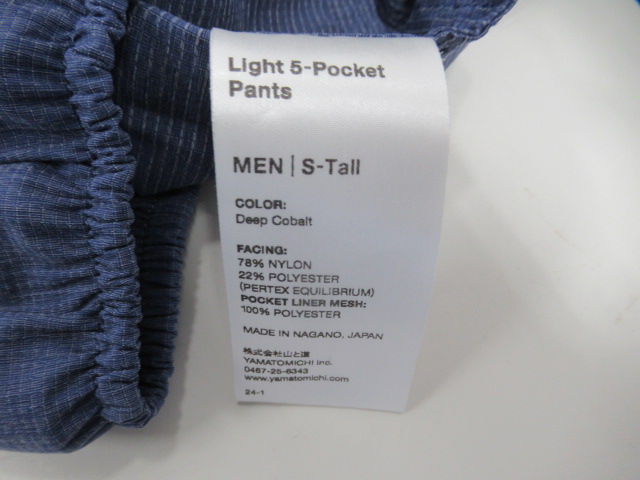 Light 5-Pocket
Pants
MEN | S-Tall
COLOR:
Deep Cobalt
FACING:
78% NYLON
22% POLYESTER
(PERTEX EQUILIBRIUM)
POCKET LINER MESH:
100% POLYESTER
MADE IN NAGANO, JAPAN
株式会社山と道
YAMATOMICHI Inc.
0467-25-6343
www.yamatomichi.com
24-1